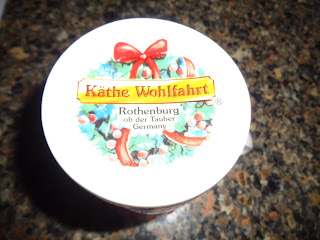 Käthe Wohlfahrt
®
Rothenburg
ob der Tauber
Germany